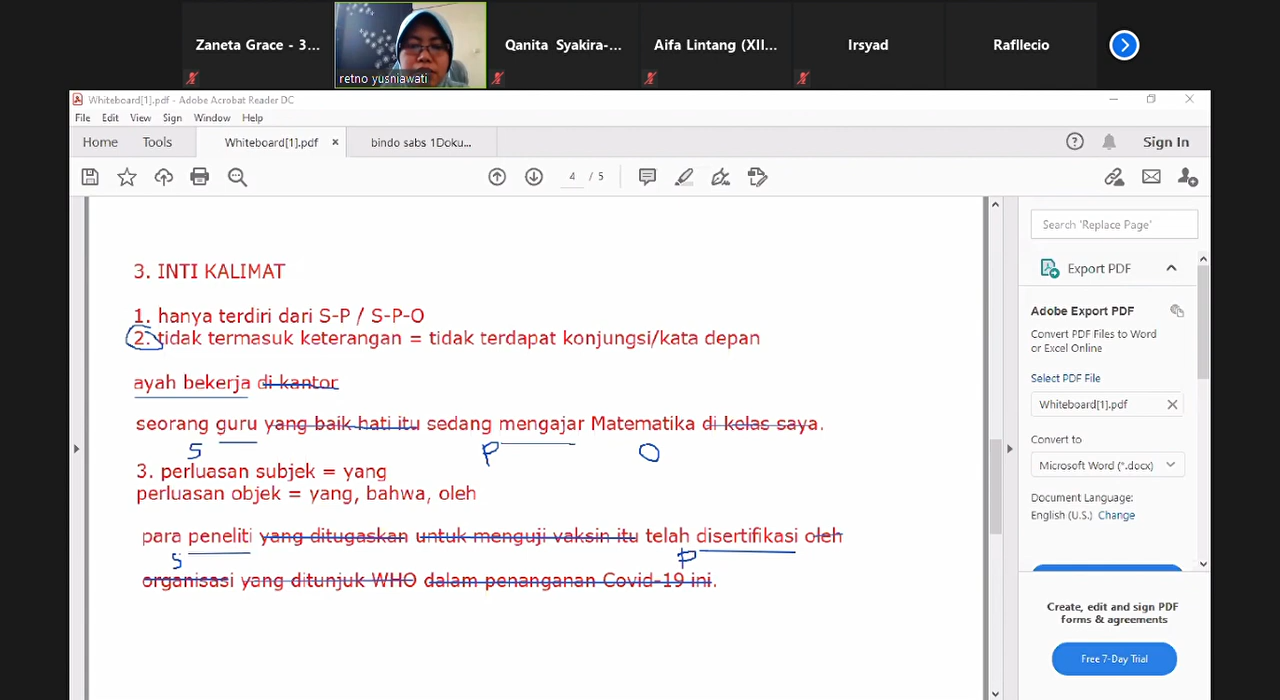 Zaneta Grace - 3...
retno yusniawati
Qanita Syakira-...
Aifa Lintang (XII...
Irsyad
Rafllecio
Whiteboard[1].pdf - Adobe Acrobat Reader DC
File Edit View Sign Window Help
Home Tools Whiteboard[1].pdf × bindo sabs 1Doku... Sign In
4 / 5
Search 'Replace Page'
Export PDF
Adobe Export PDF
Convert PDF Files to Word
or Excel Online
Select PDF File
Whiteboard[1].pdf
Convert to
Microsoft Word (*.docx)
Document Language:
English (U.S.) Change
Create, edit and sign PDF
forms & agreements
Free 7-Day Trial
3. INTI KALIMAT
1. hanya terdiri dari S-P / S-P-O
2. tidak termasuk keterangan = tidak terdapat konjungsi/kata depan
ayah bekerja di kantor
seorang guru yang baik hati itu sedang mengajar Matematika di kelas saya.
S P O
3. perluasan subjek = yang
perluasan objek = yang, bahwa, oleh
para peneliti yang ditugaskan untuk menguji vaksin itu telah disertifikasi oleh
S P
organisasi yang ditunjuk WHO dalam penanganan Covid-19 ini.